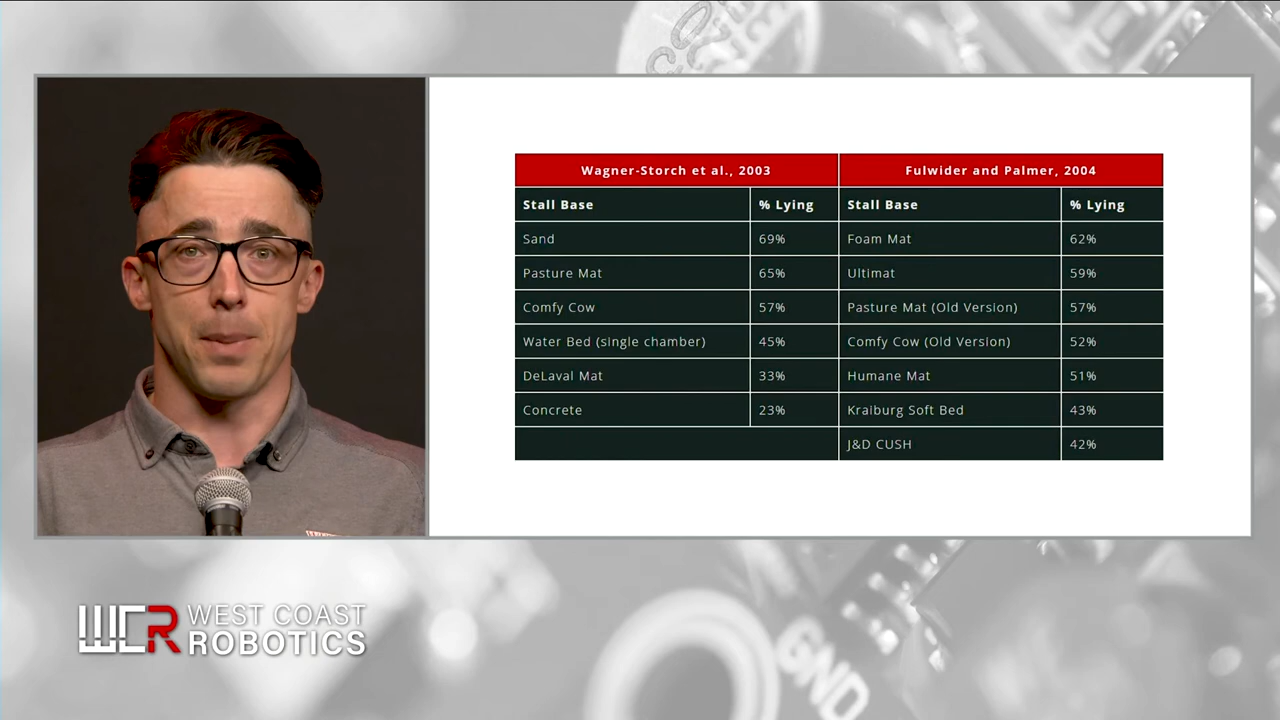 Wagner-Storch et al., 2003 Fulwider and Palmer, 2004
Stall Base % Lying Stall Base % Lying
Sand 69% Foam Mat 62%
Pasture Mat 65% Ultimat 59%
Comfy Cow 57% Pasture Mat (Old Version) 57%
Water Bed (single chamber) 45% Comfy Cow (Old Version) 52%
DeLaval Mat 33% Humane Mat 51%
Concrete 23% Kraiburg Soft Bed 43%
J&D CUSH 42%
WCR WEST COAST
ROBOTICS
GND